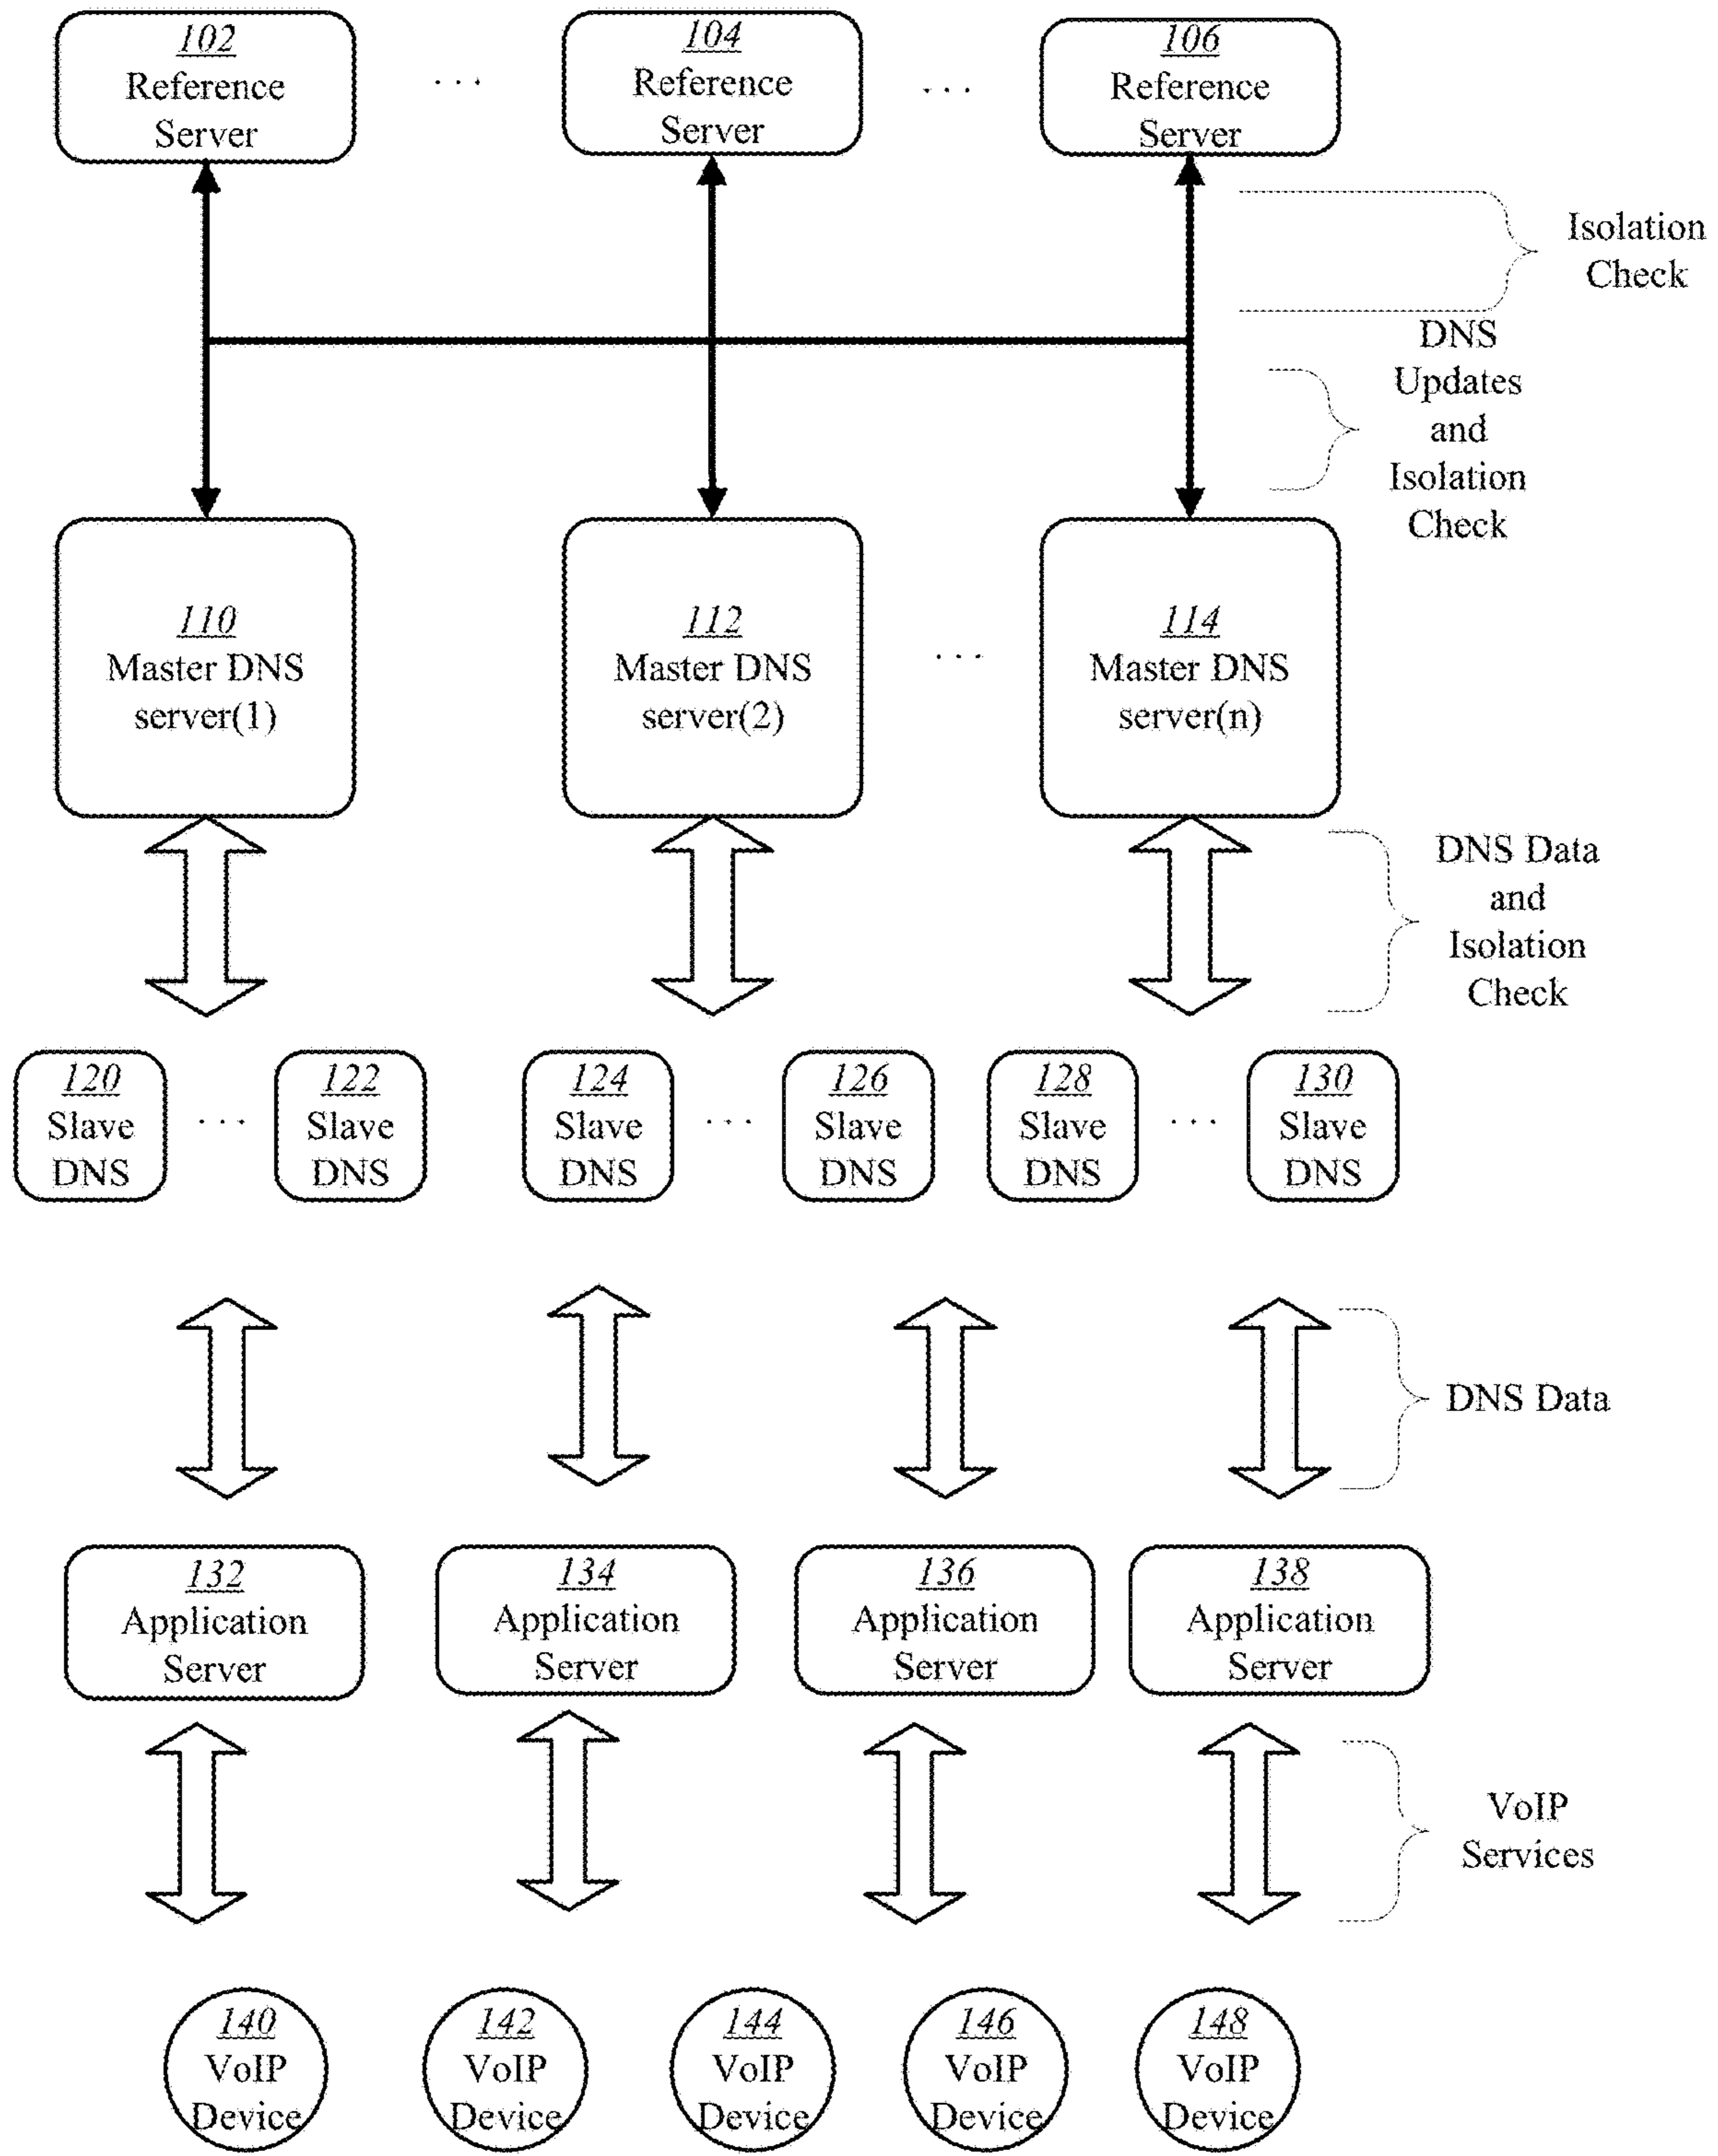 102
Reference
Server
. . .
104
Reference
Server
. . .
106
Reference
Server
Isolation
Check
DNS
Updates
and
Isolation
Check
110
Master DNS
server(1)
112
Master DNS
server(2)
. . .
114
Master DNS
server(n)
DNS Data
and
Isolation
Check
120
Slave
DNS
. . .
122
Slave
DNS
124
Slave
DNS
. . .
126
Slave
DNS
128
Slave
DNS
. . .
130
Slave
DNS
DNS Data
132
Application
Server
134
Application
Server
136
Application
Server
138
Application
Server
VoIP
Services
140
VoIP
Device
142
VoIP
Device
144
VoIP
Device
146
VoIP
Device
148
VoIP
Device